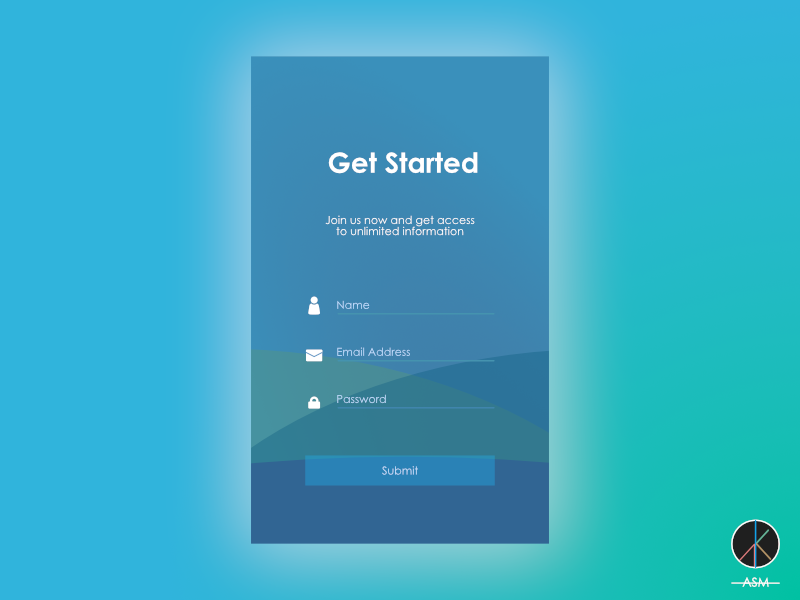 Get Started
Join us now and get access
to unlimited information
Name
Email Address
Password
Submit
ASM